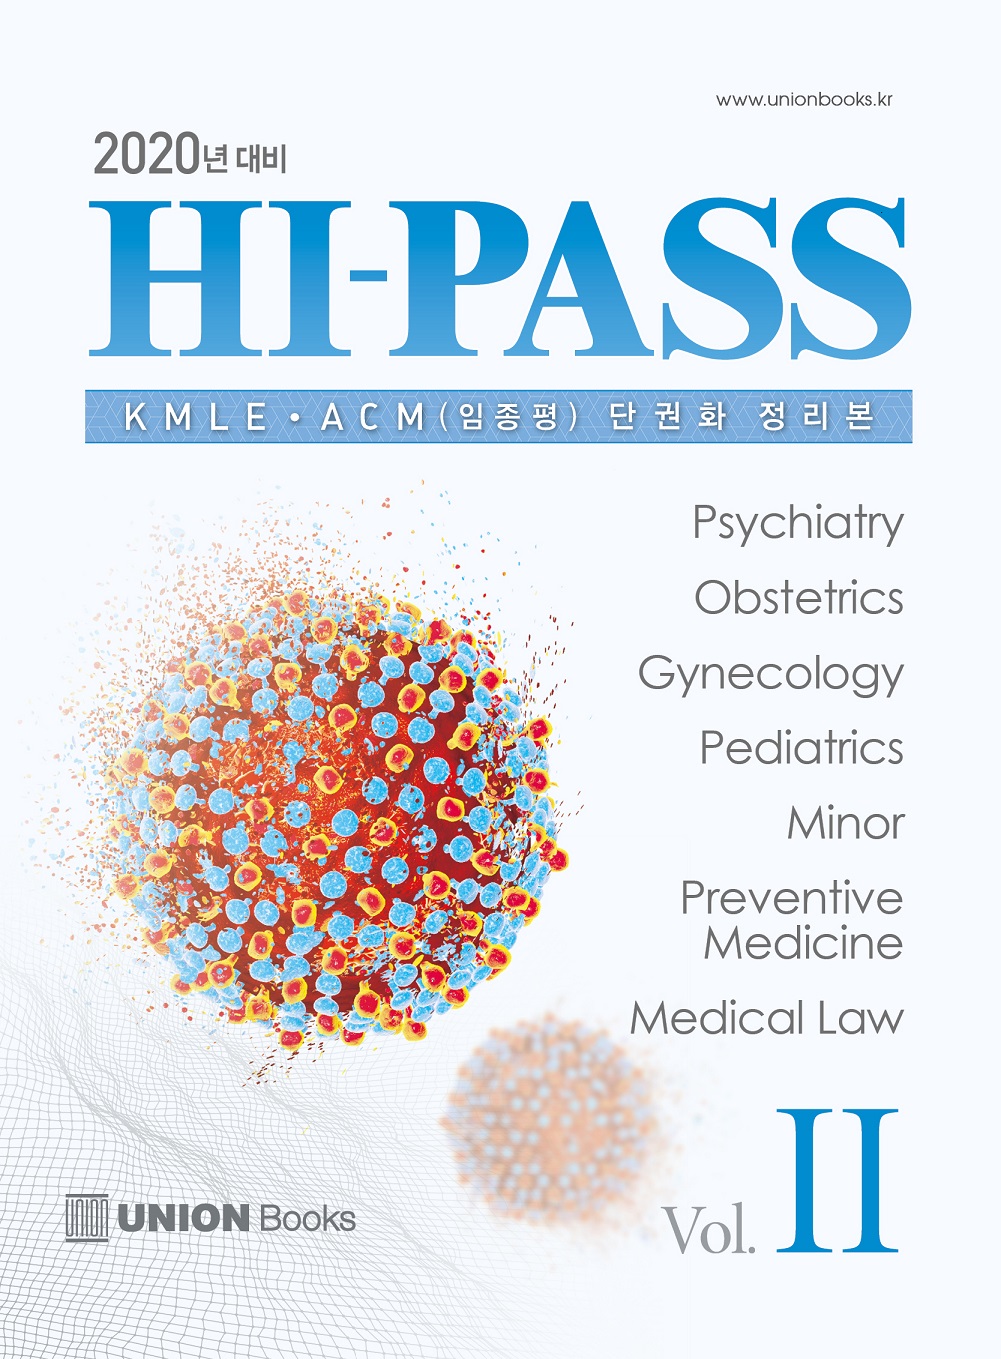 www.unionbooks.kr
2020년 대비
HI-PASS
KMLE • ACM(임종평) 단권화 정리본
Psychiatry
Obstetrics
Gynecology
Pediatrics
Minor
Preventive
Medicine
Medical Law
Vol. II
UNION UNION Books